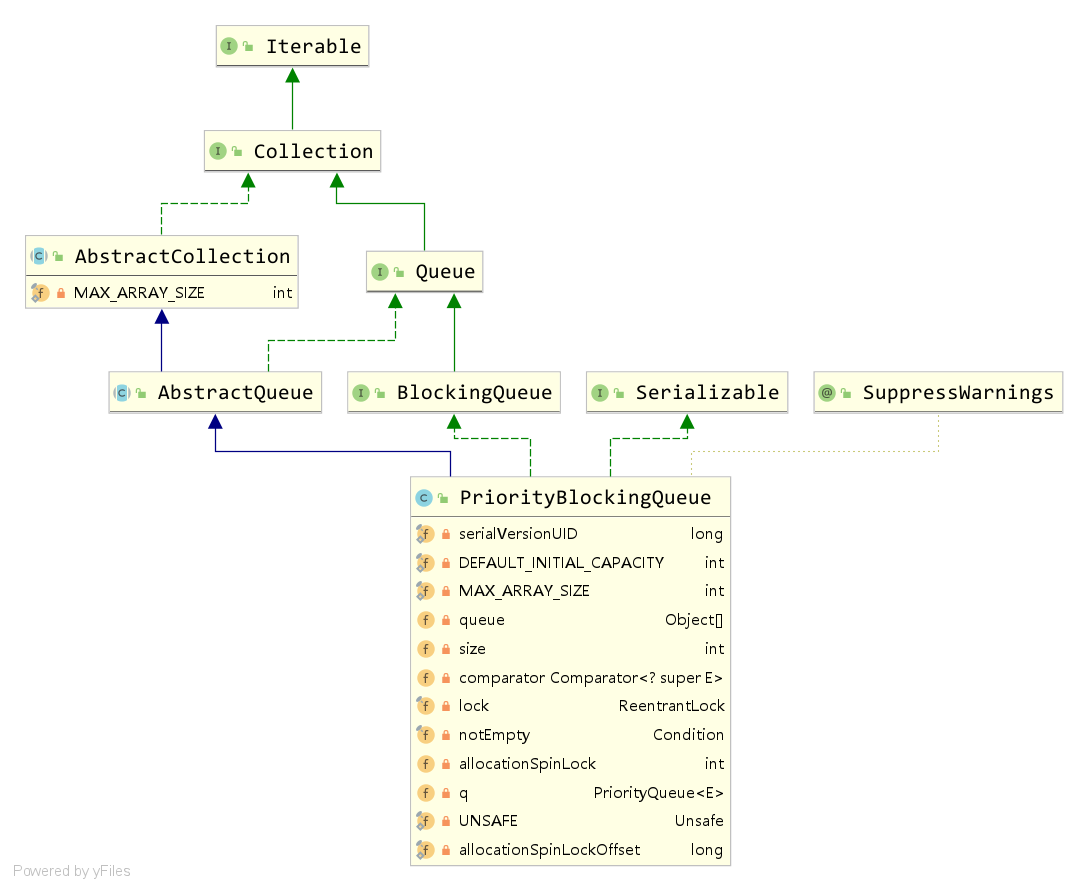 Iterable
Collection
AbstractCollection
MAX_ARRAY_SIZE int
Queue
AbstractQueue
BlockingQueue
Serializable
@ SuppressWarnings
PriorityBlockingQueue
serialVersionUID long
DEFAULT_INITIAL_CAPACITY int
MAX_ARRAY_SIZE int
queue Object[]
size int
comparator Comparator<? super E>
lock ReentrantLock
notEmpty Condition
allocationSpinLock int
q PriorityQueue<E>
UNSAFE Unsafe
allocationSpinLockOffset long
Powered by yFiles